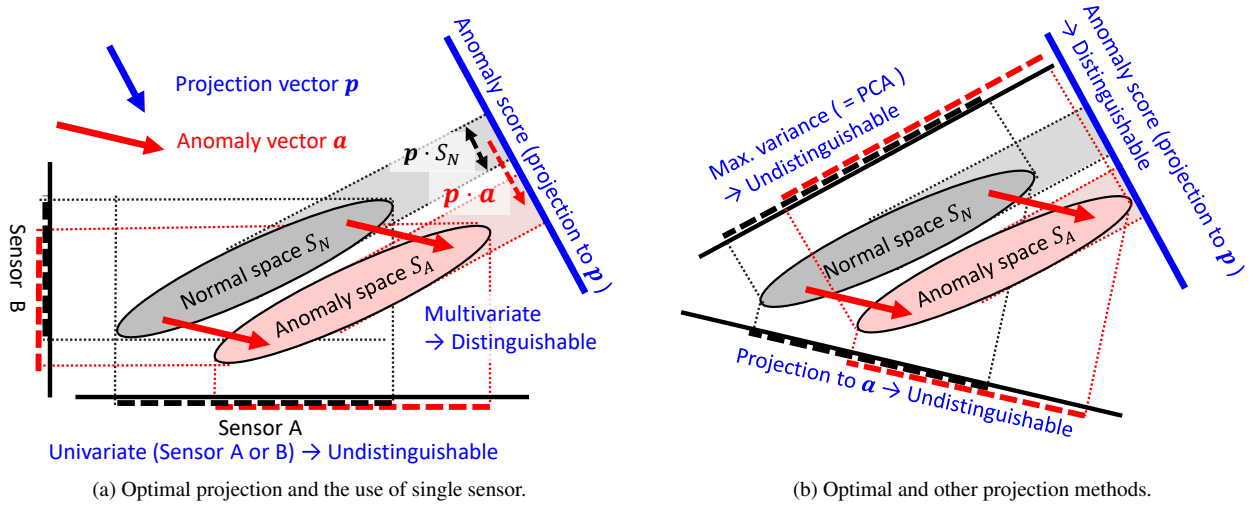 Projection vector p
Anomaly vector a
Anomaly score (projection to p )
p · S_N
p · a
Normal space S_N
Anomaly space S_A
Sensor B
Multivariate
→ Distinguishable
Sensor A
Univariate (Sensor A or B) → Undistinguishable
(a) Optimal projection and the use of single sensor.
Max. variance ( = PCA )
→ Undistinguishable
Anomaly score (projection to p )
→ Distinguishable
Normal space S_N
Anomaly space S_A
Projection to a → Undistinguishable
(b) Optimal and other projection methods.